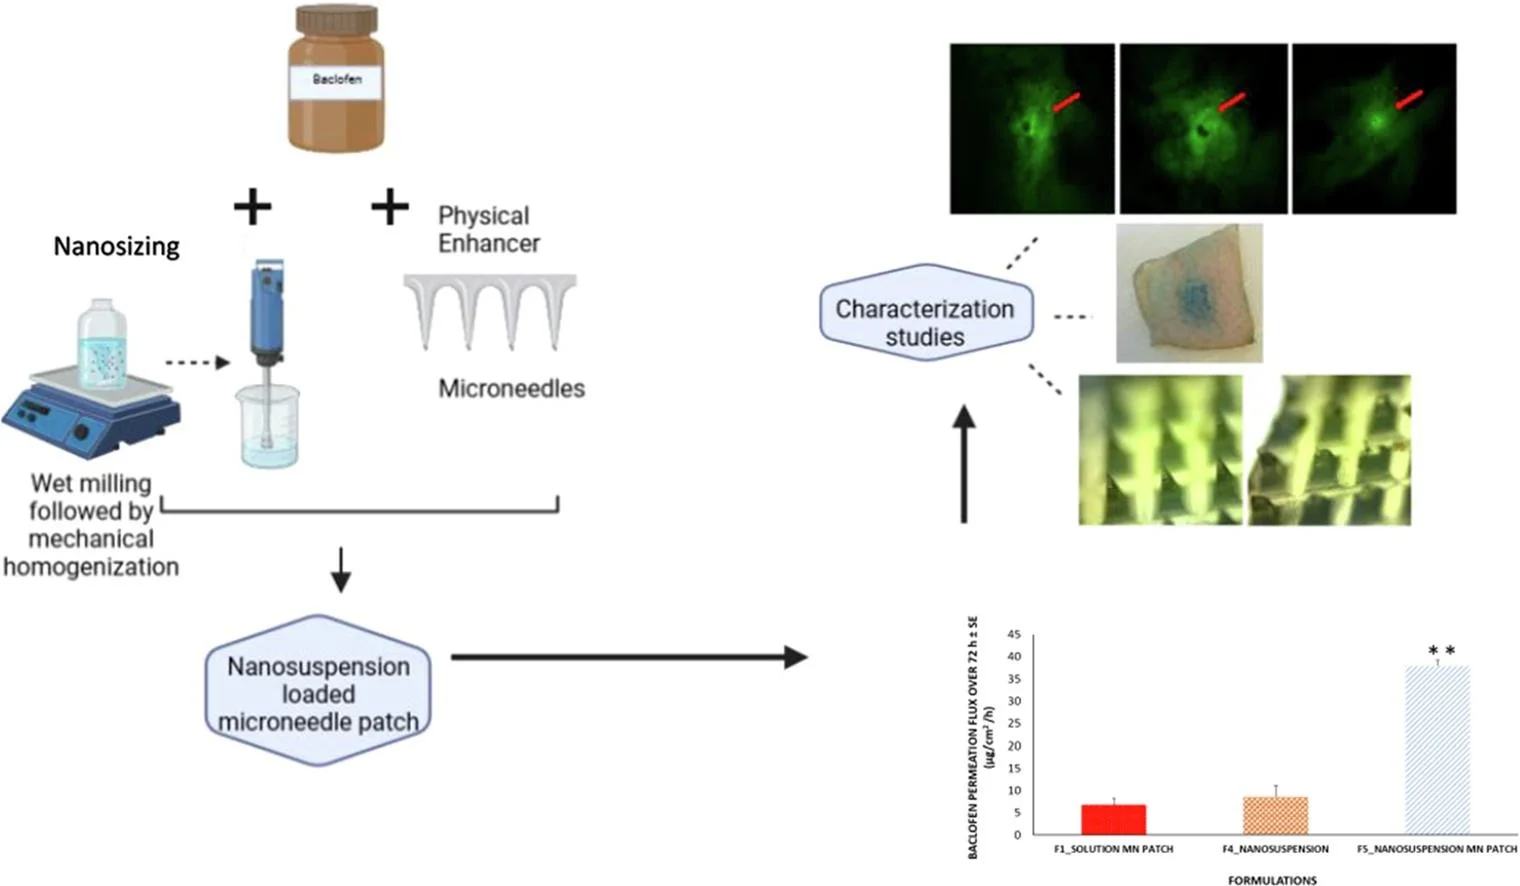 Baclofen
+ +
Physical
Enhancer
Nanosizing
Microneedles
Wet milling
followed by
mechanical
homogenization
Nanosuspension
loaded
microneedle patch
Characterization
studies
BACLOFEN PERMEATION FLUX OVER 72 h ± SE
(µg/cm²/h)
45
40
35
30
25
20
15
10
5
0
* *
F1_SOLUTION MN PATCH
F4_NANOSUSPENSION
F5_NANOSUSPENSION MN PATCH
FORMULATIONS